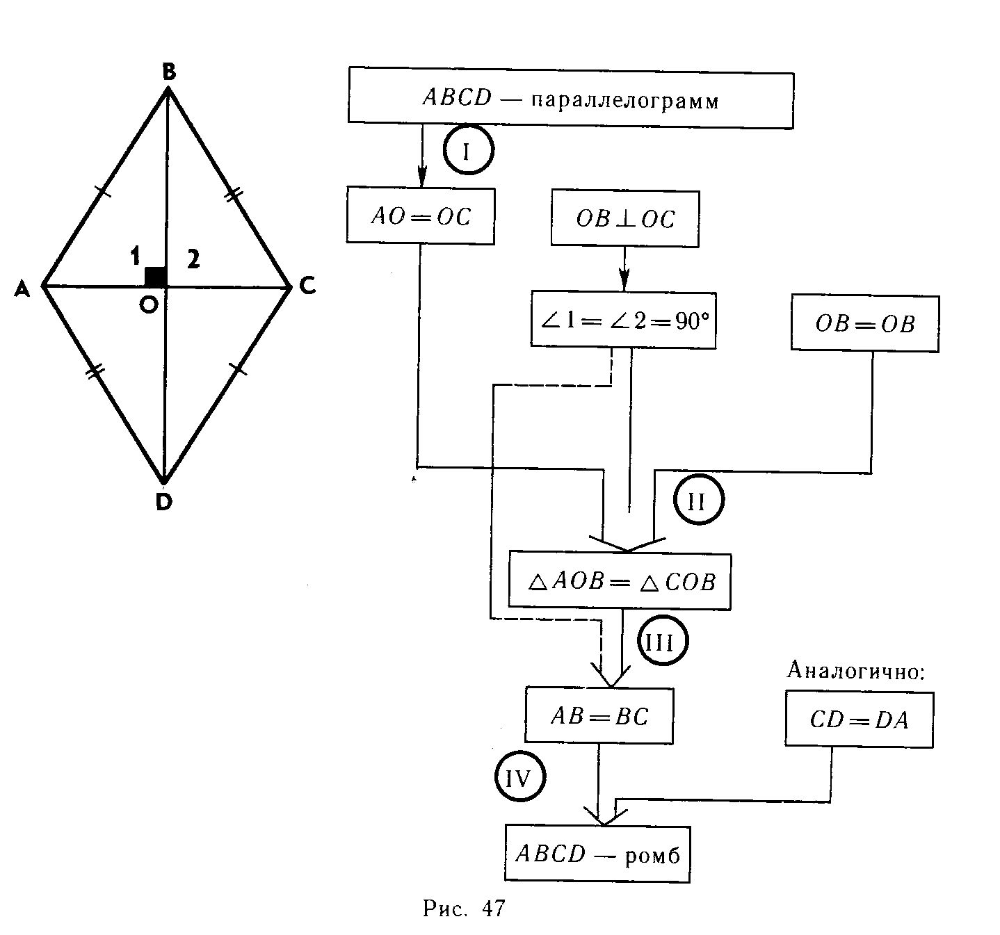 B
1
2
A
C
O
D
ABCD — параллелограмм
I
AO=OC
OB⊥OC
∠1=∠2=90°
OB=OB
II
△AOB=△COB
III
Аналогично:
AB=BC
CD=DA
IV
ABCD — ромб
Рис. 47